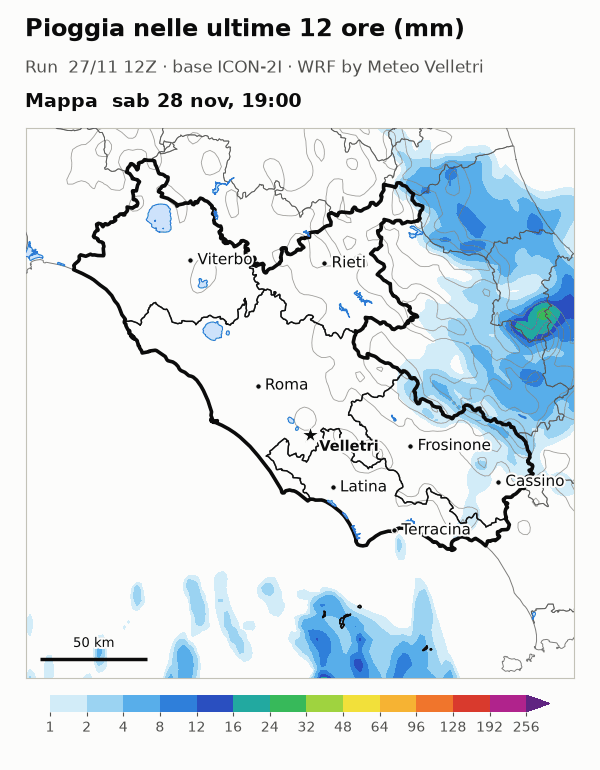 Pioggia nelle ultime 12 ore (mm)
Run  27/11 12Z · base ICON-2I · WRF by Meteo Velletri
Mappa  sab 28 nov, 19:00
Viterbo
Rieti
Roma
Velletri
Frosinone
Latina
Cassino
Terracina
50 km
1 2 4 8 12 16 24 32 48 64 96 128 192 256